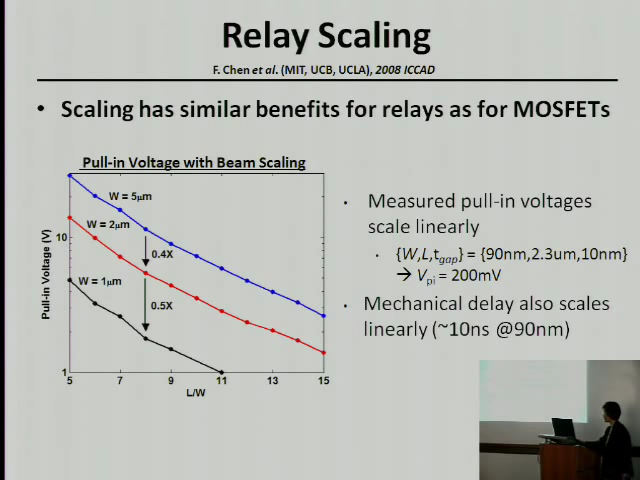 Relay Scaling
F. Chen et al. (MIT, UCB, UCLA), 2008 ICCAD
• Scaling has similar benefits for relays as for MOSFETs
Pull-in Voltage with Beam Scaling
W = 5μm
W = 2μm
W = 1μm
0.4X
0.5X
Pull-in Voltage (V)
10
1
5 7 9 11 13 15
L/W
• Measured pull-in voltages
scale linearly
• {W,L,tgap} = {90nm,2.3um,10nm}
→ Vpi = 200mV
• Mechanical delay also scales
linearly (~10ns @90nm)